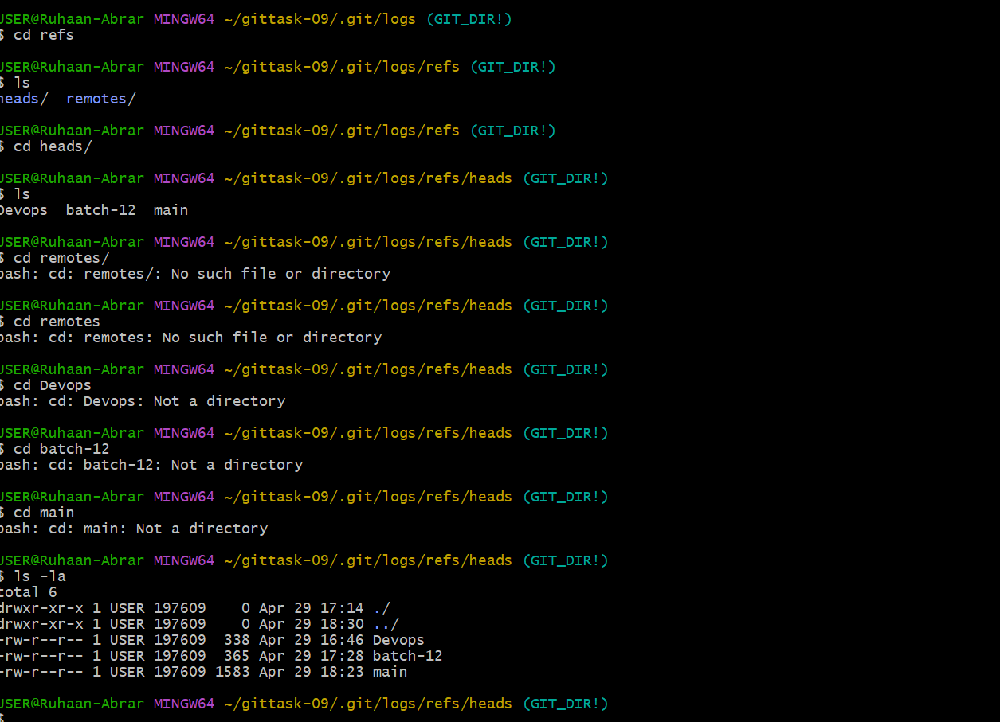 USER@Ruhaan-Abrar MINGW64 ~/gittask-09/.git/logs (GIT_DIR!)
$ cd refs
USER@Ruhaan-Abrar MINGW64 ~/gittask-09/.git/logs/refs (GIT_DIR!)
$ ls
heads/  remotes/
USER@Ruhaan-Abrar MINGW64 ~/gittask-09/.git/logs/refs (GIT_DIR!)
$ cd heads/
USER@Ruhaan-Abrar MINGW64 ~/gittask-09/.git/logs/refs/heads (GIT_DIR!)
$ ls
Devops  batch-12  main
USER@Ruhaan-Abrar MINGW64 ~/gittask-09/.git/logs/refs/heads (GIT_DIR!)
$ cd remotes/
bash: cd: remotes/: No such file or directory
USER@Ruhaan-Abrar MINGW64 ~/gittask-09/.git/logs/refs/heads (GIT_DIR!)
$ cd remotes
bash: cd: remotes: No such file or directory
USER@Ruhaan-Abrar MINGW64 ~/gittask-09/.git/logs/refs/heads (GIT_DIR!)
$ cd Devops
bash: cd: Devops: Not a directory
USER@Ruhaan-Abrar MINGW64 ~/gittask-09/.git/logs/refs/heads (GIT_DIR!)
$ cd batch-12
bash: cd: batch-12: Not a directory
USER@Ruhaan-Abrar MINGW64 ~/gittask-09/.git/logs/refs/heads (GIT_DIR!)
$ cd main
bash: cd: main: Not a directory
USER@Ruhaan-Abrar MINGW64 ~/gittask-09/.git/logs/refs/heads (GIT_DIR!)
$ ls -la
total 6
drwxr-xr-x 1 USER 197609    0 Apr 29 17:14 ./
drwxr-xr-x 1 USER 197609    0 Apr 29 18:30 ../
-rw-r--r-- 1 USER 197609  338 Apr 29 16:46 Devops
-rw-r--r-- 1 USER 197609  365 Apr 29 17:28 batch-12
-rw-r--r-- 1 USER 197609 1583 Apr 29 18:23 main
USER@Ruhaan-Abrar MINGW64 ~/gittask-09/.git/logs/refs/heads (GIT_DIR!)
$